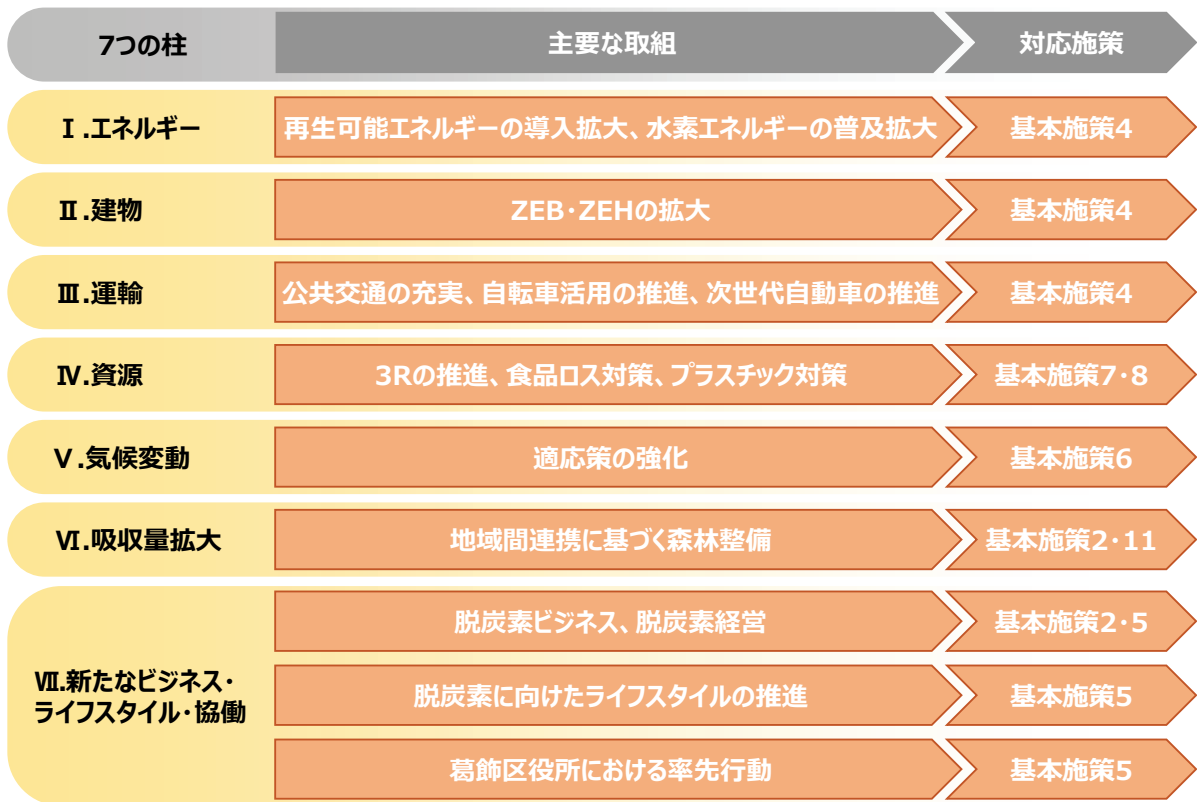 7つの柱
主要な取組
対応施策
Ⅰ.エネルギー
再生可能エネルギーの導入拡大、水素エネルギーの普及拡大
基本施策4
Ⅱ.建物
ZEB・ZEHの拡大
基本施策4
Ⅲ.運輸
公共交通の充実、自転車活用の推進、次世代自動車の推進
基本施策4
Ⅳ.資源
3Rの推進、食品ロス対策、プラスチック対策
基本施策7・8
Ⅴ.気候変動
適応策の強化
基本施策6
Ⅵ.吸収量拡大
地域間連携に基づく森林整備
基本施策2・11
Ⅶ.新たなビジネス・
ライフスタイル・協働
脱炭素ビジネス、脱炭素経営
基本施策2・5
脱炭素に向けたライフスタイルの推進
基本施策5
葛飾区役所における率先行動
基本施策5